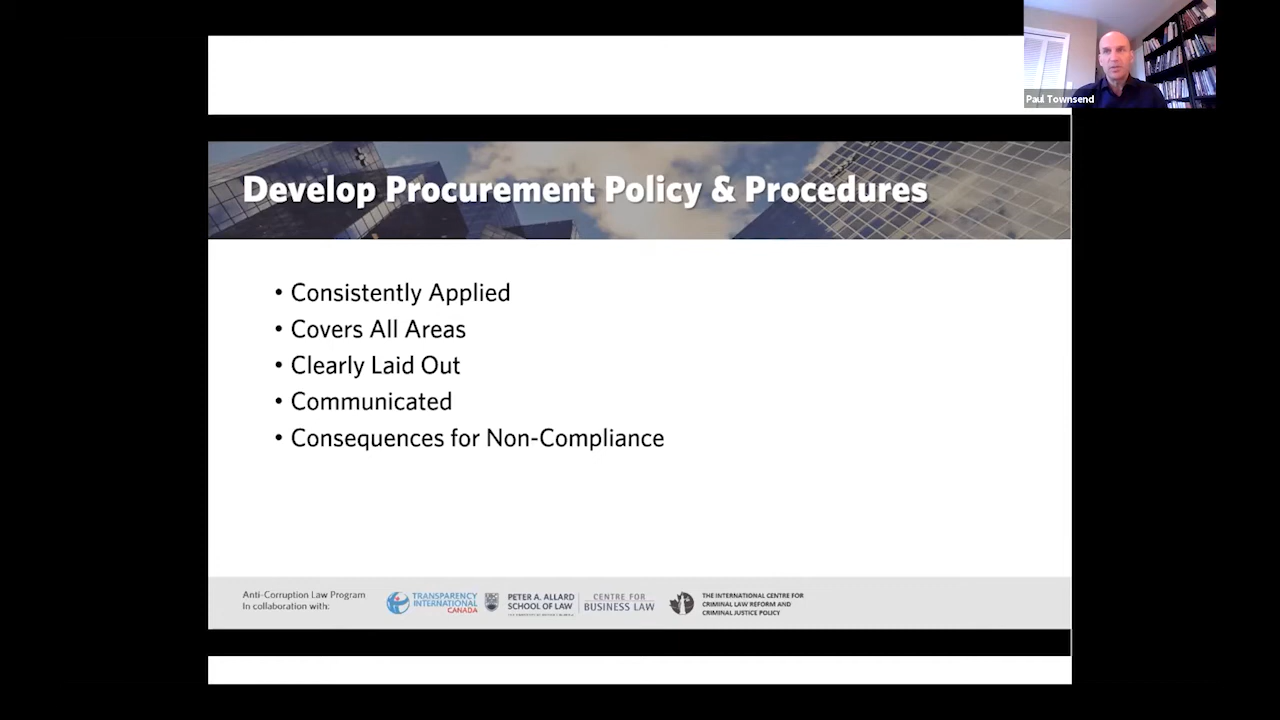 Paul Townsend
Develop Procurement Policy & Procedures
• Consistently Applied
• Covers All Areas
• Clearly Laid Out
• Communicated
• Consequences for Non-Compliance
Anti-Corruption Law Program
In collaboration with:
TRANSPARENCY
INTERNATIONAL
CANADA
PETER A. ALLARD
SCHOOL OF LAW
CENTRE FOR
BUSINESS LAW
THE INTERNATIONAL CENTRE FOR
CRIMINAL LAW REFORM AND
CRIMINAL JUSTICE POLICY